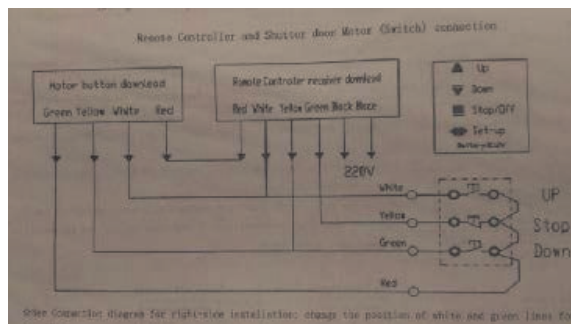 Remote Controller and Shutter door Motor (Switch) connection
Motor button download
Green Yellow White Red
Remote Controller receiver download
Red White Yellow Green Black Black
Up
Down
Stop/OFF
Set-up
220V
White
UP
Yellow
Stop
Green
Down
Red
Connection diagram for right-side installation: change the position of white and green lines